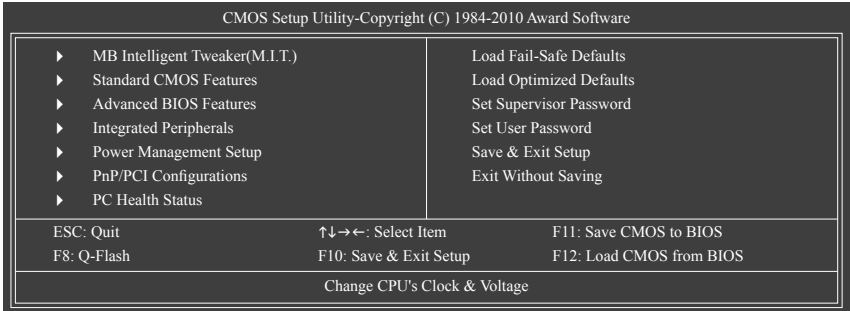 CMOS Setup Utility-Copyright (C) 1984-2010 Award Software
MB Intelligent Tweaker(M.I.T.)
Standard CMOS Features
Advanced BIOS Features
Integrated Peripherals
Power Management Setup
PnP/PCI Configurations
PC Health Status
Load Fail-Safe Defaults
Load Optimized Defaults
Set Supervisor Password
Set User Password
Save & Exit Setup
Exit Without Saving
ESC: Quit ↑↓→←: Select Item F11: Save CMOS to BIOS
F8: Q-Flash F10: Save & Exit Setup F12: Load CMOS from BIOS
Change CPU's Clock & Voltage